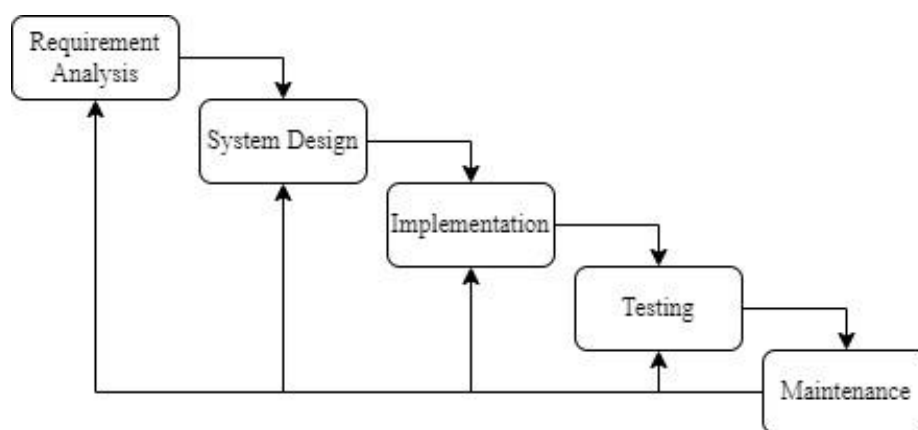 Requirement
Analysis
System Design
Implementation
Testing
Maintenance